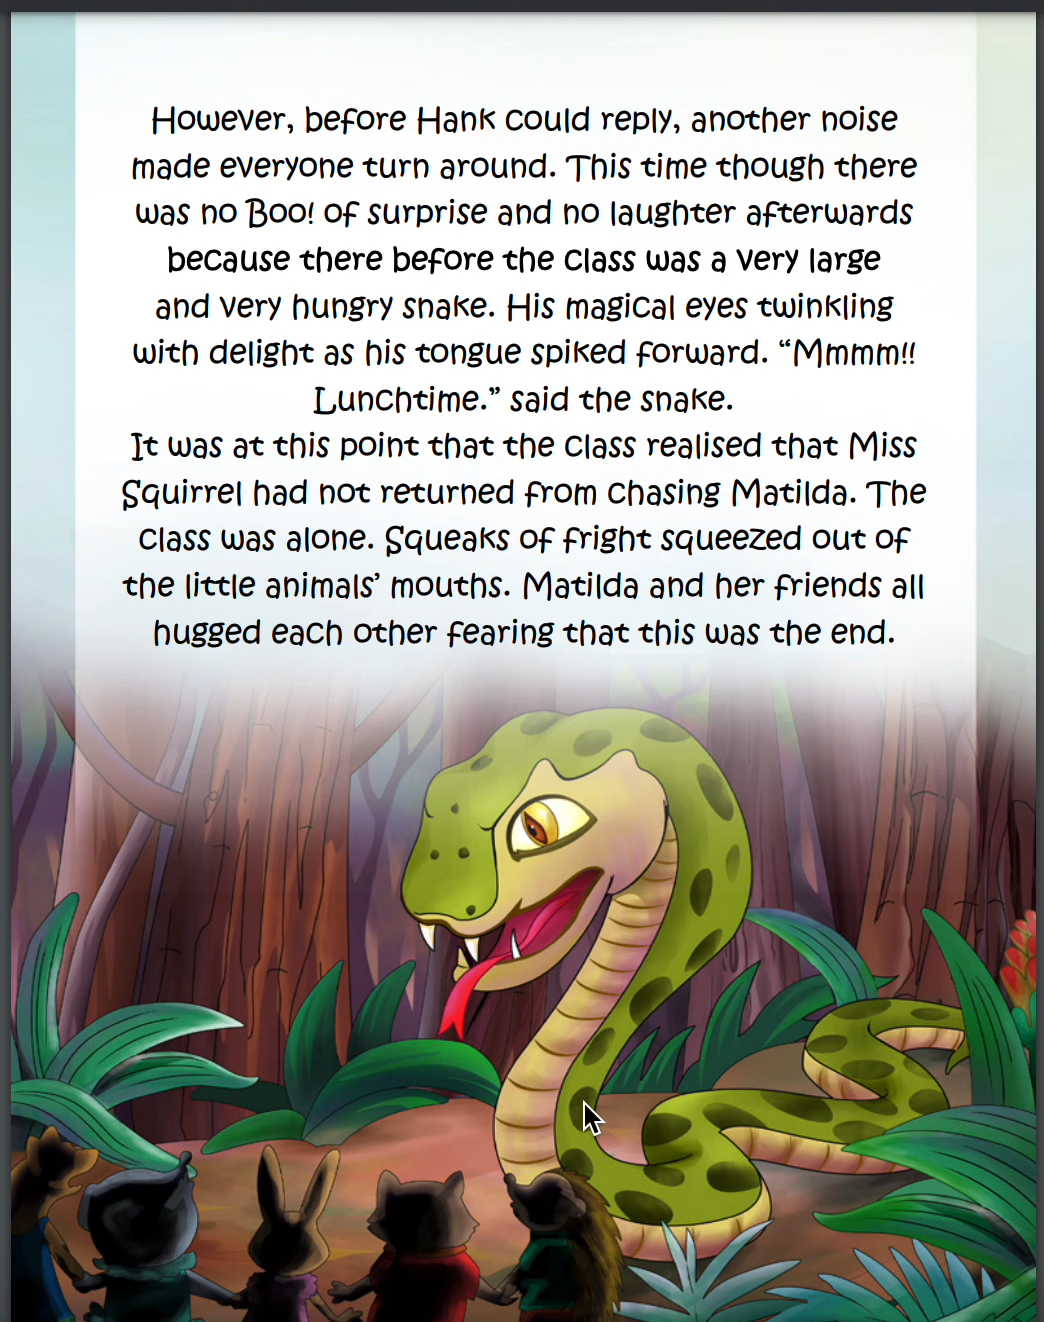 However, before Hank could reply, another noise
made everyone turn around. This time though there
was no Boo! of surprise and no laughter afterwards
because there before the class was a very large
and very hungry snake. His magical eyes twinkling
with delight as his tongue spiked forward. “Mmmm!!
Lunchtime.” said the snake.
It was at this point that the class realised that Miss
Squirrel had not returned from chasing Matilda. The
class was alone. Squeaks of fright squeezed out of
the little animals’ mouths. Matilda and her friends all
hugged each other fearing that this was the end.